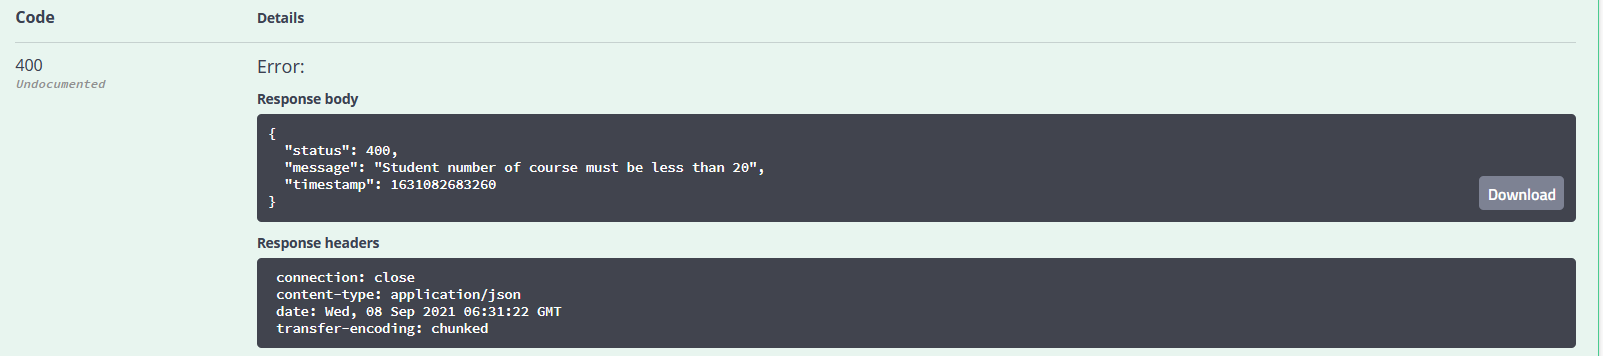 Code Details
400 Error:
Undocumented
Response body
{
  "status": 400,
  "message": "Student number of course must be less than 20",
  "timestamp": 1631082683260
}
Download
Response headers
connection: close
content-type: application/json
date: Wed, 08 Sep 2021 06:31:22 GMT
transfer-encoding: chunked